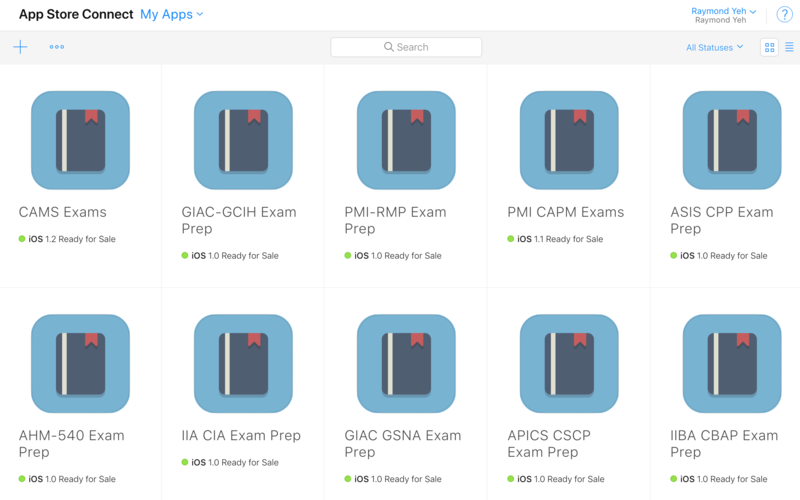 App Store Connect My Apps
Raymond Yeh
Raymond Yeh
?
Search
All Statuses
CAMS Exams
iOS 1.2 Ready for Sale
GIAC-GCIH Exam
Prep
iOS 1.0 Ready for Sale
PMI-RMP Exam
Prep
iOS 1.0 Ready for Sale
PMI CAPM Exams
iOS 1.1 Ready for Sale
ASIS CPP Exam
Prep
iOS 1.0 Ready for Sale
AHM-540 Exam
Prep
iOS 1.0 Ready for Sale
IIA CIA Exam Prep
iOS 1.0 Ready for Sale
GIAC GSNA Exam
Prep
iOS 1.0 Ready for Sale
APICS CSCP
Exam Prep
iOS 1.0 Ready for Sale
IIBA CBAP Exam
Prep
iOS 1.0 Ready for Sale